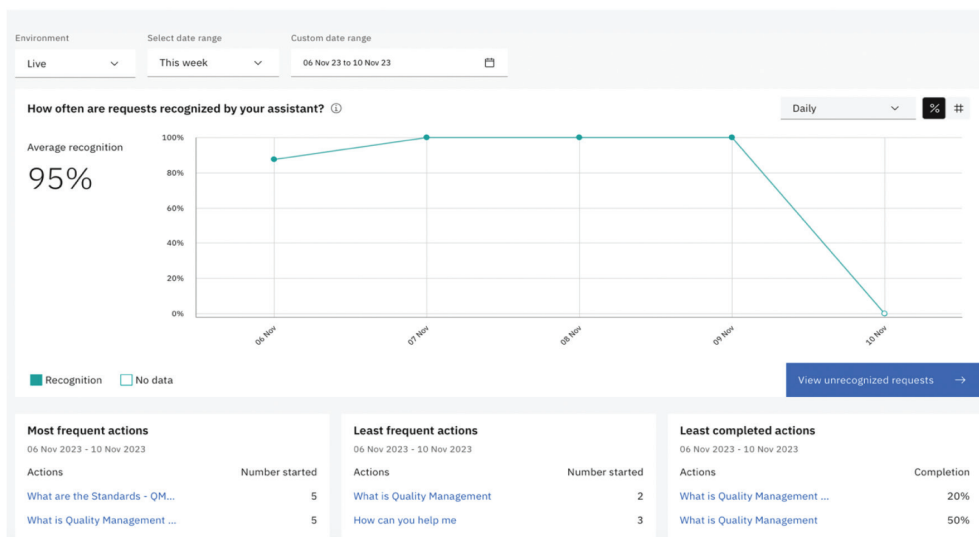 Environment Select date range Custom date range
Live This week 06 Nov 23 to 10 Nov 23
How often are requests recognized by your assistant? Daily % #
Average recognition
95%
100%
80%
60%
40%
20%
0%
06 Nov 07 Nov 08 Nov 09 Nov 10 Nov
Recognition No data
View unrecognized requests →
Most frequent actions
06 Nov 2023 - 10 Nov 2023
Actions Number started
What are the Standards - QM... 5
What is Quality Management ... 5
Least frequent actions
06 Nov 2023 - 10 Nov 2023
Actions Number started
What is Quality Management 2
How can you help me 3
Least completed actions
06 Nov 2023 - 10 Nov 2023
Actions Completion
What is Quality Management ... 20%
What is Quality Management 50%